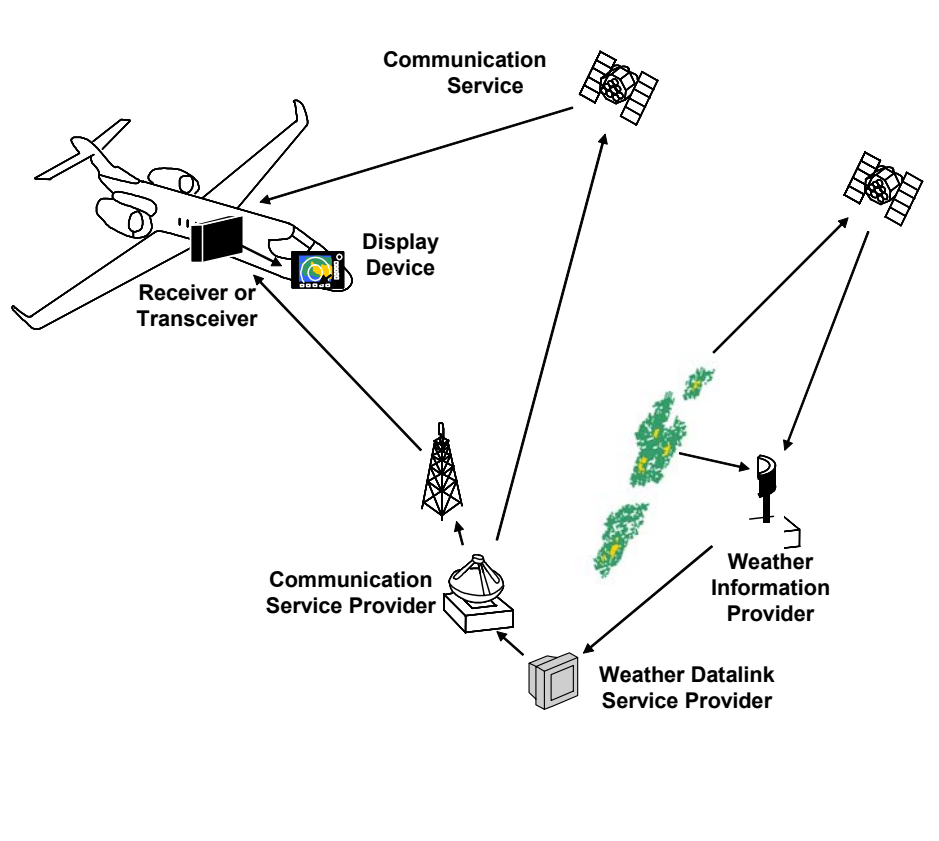 Communication
Service
Display
Device
Receiver or
Transceiver
Communication
Service Provider
Weather
Information
Provider
Weather Datalink
Service Provider